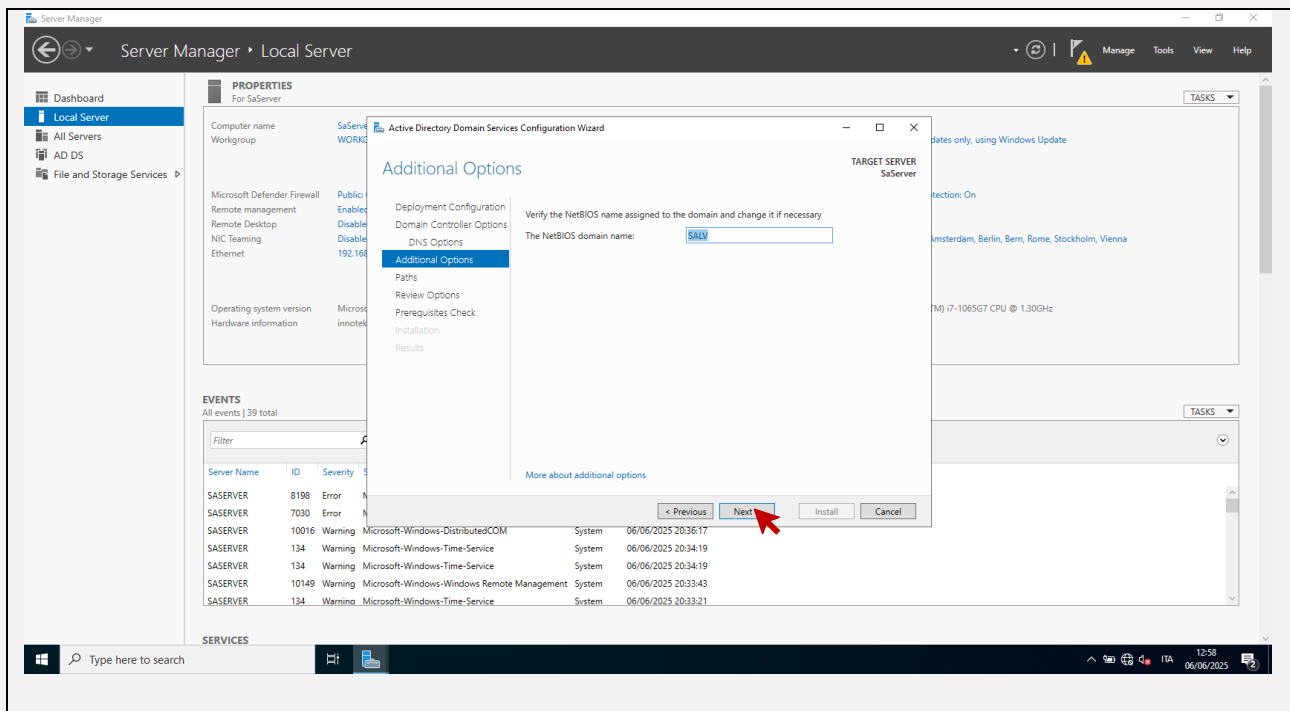 Server Manager
Server Manager • Local Server
Manage Tools View Help
Dashboard
Local Server
All Servers
AD DS
File and Storage Services
PROPERTIES
For SaServer
TASKS
Computer name
Workgroup
Microsoft Defender Firewall Public:
Remote management
Remote Desktop
NIC Teaming
Ethernet 192.168
Operating system version
Hardware information
dates only, using Windows Update
tection: On
Amsterdam, Berlin, Bern, Rome, Stockholm, Vienna
TM) i7-1065G7 CPU @ 1.30GHz
Active Directory Domain Services Configuration Wizard
Additional Options
TARGET SERVER
SaServer
Deployment Configuration
Domain Controller Options
DNS Options
Additional Options
Paths
Review Options
Prerequisites Check
Installation
Results
Verify the NetBIOS name assigned to the domain and change it if necessary
The NetBIOS domain name: SALV
More about additional options
< Previous Next Install Cancel
EVENTS
All events | 39 total
TASKS
Filter
Server Name ID Severity
SASERVER 8198 Error
SASERVER 7030 Error
SASERVER 10016 Warning Microsoft-Windows-DistributedCOM System 06/06/2025 20:36:17
SASERVER 134 Warning Microsoft-Windows-Time-Service System 06/06/2025 20:34:19
SASERVER 134 Warning Microsoft-Windows-Time-Service System 06/06/2025 20:34:19
SASERVER 10149 Warning Microsoft-Windows-Windows Remote Management System 06/06/2025 20:33:43
SASERVER 134 Warning Microsoft-Windows-Time-Service System 06/06/2025 20:33:21
SERVICES
Type here to search
ITA
12:58
06/06/2025
2